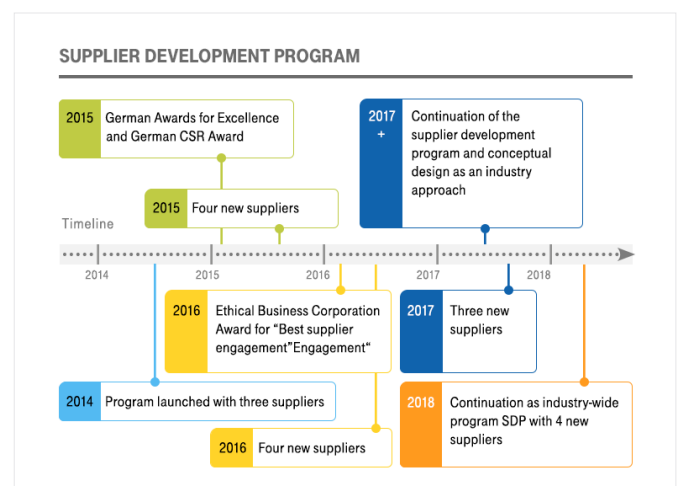 SUPPLIER DEVELOPMENT PROGRAM
2015 German Awards for Excellence
and German CSR Award
2017
+
Continuation of the
supplier development
program and conceptual
design as an industry
approach
2015 Four new suppliers
Timeline
2014 2015 2016 2017 2018
2016 Ethical Business Corporation
Award for “Best supplier
engagement”Engagement“
2017 Three new
suppliers
2014 Program launched with three suppliers
2018 Continuation as industry-wide
program SDP with 4 new
suppliers
2016 Four new suppliers